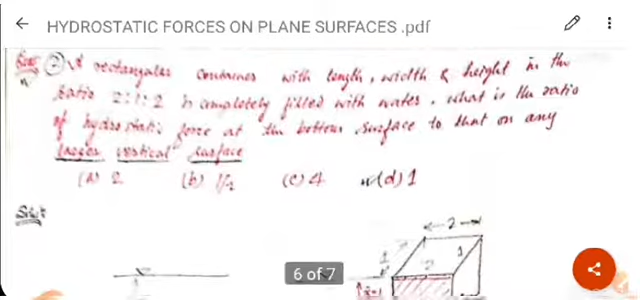 HYDROSTATIC FORCES ON PLANE SURFACES .pdf
② A rectangular container with length, width & height in the
ratio 2:1:2 is completely filled with water. what is the ratio
of hydrostatic force at the bottom surface to that on any
larger vertical surface
(a) 2 (b) 1/2 (c) 4 (d) 1
Sol:
2
1
2
1
6 of 7